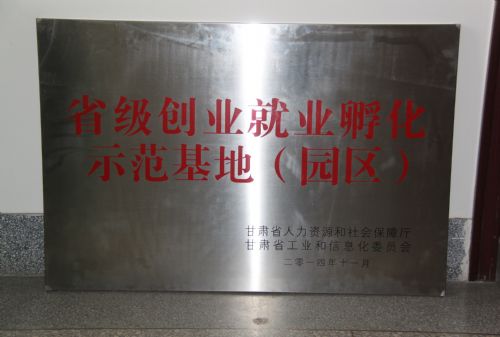 省级创业就业孵化
示范基地（园区）
甘肃省人力资源和社会保障厅
甘肃省工业和信息化委员会
二零一四年十一月